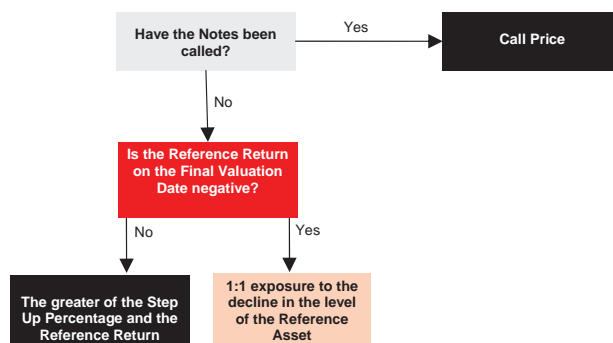 Have the Notes been
called?
Yes
Call Price
No
Is the Reference Return
on the Final Valuation
Date negative?
No
Yes
The greater of the Step
Up Percentage and the
Reference Return
1:1 exposure to the
decline in the level
of the Reference
Asset